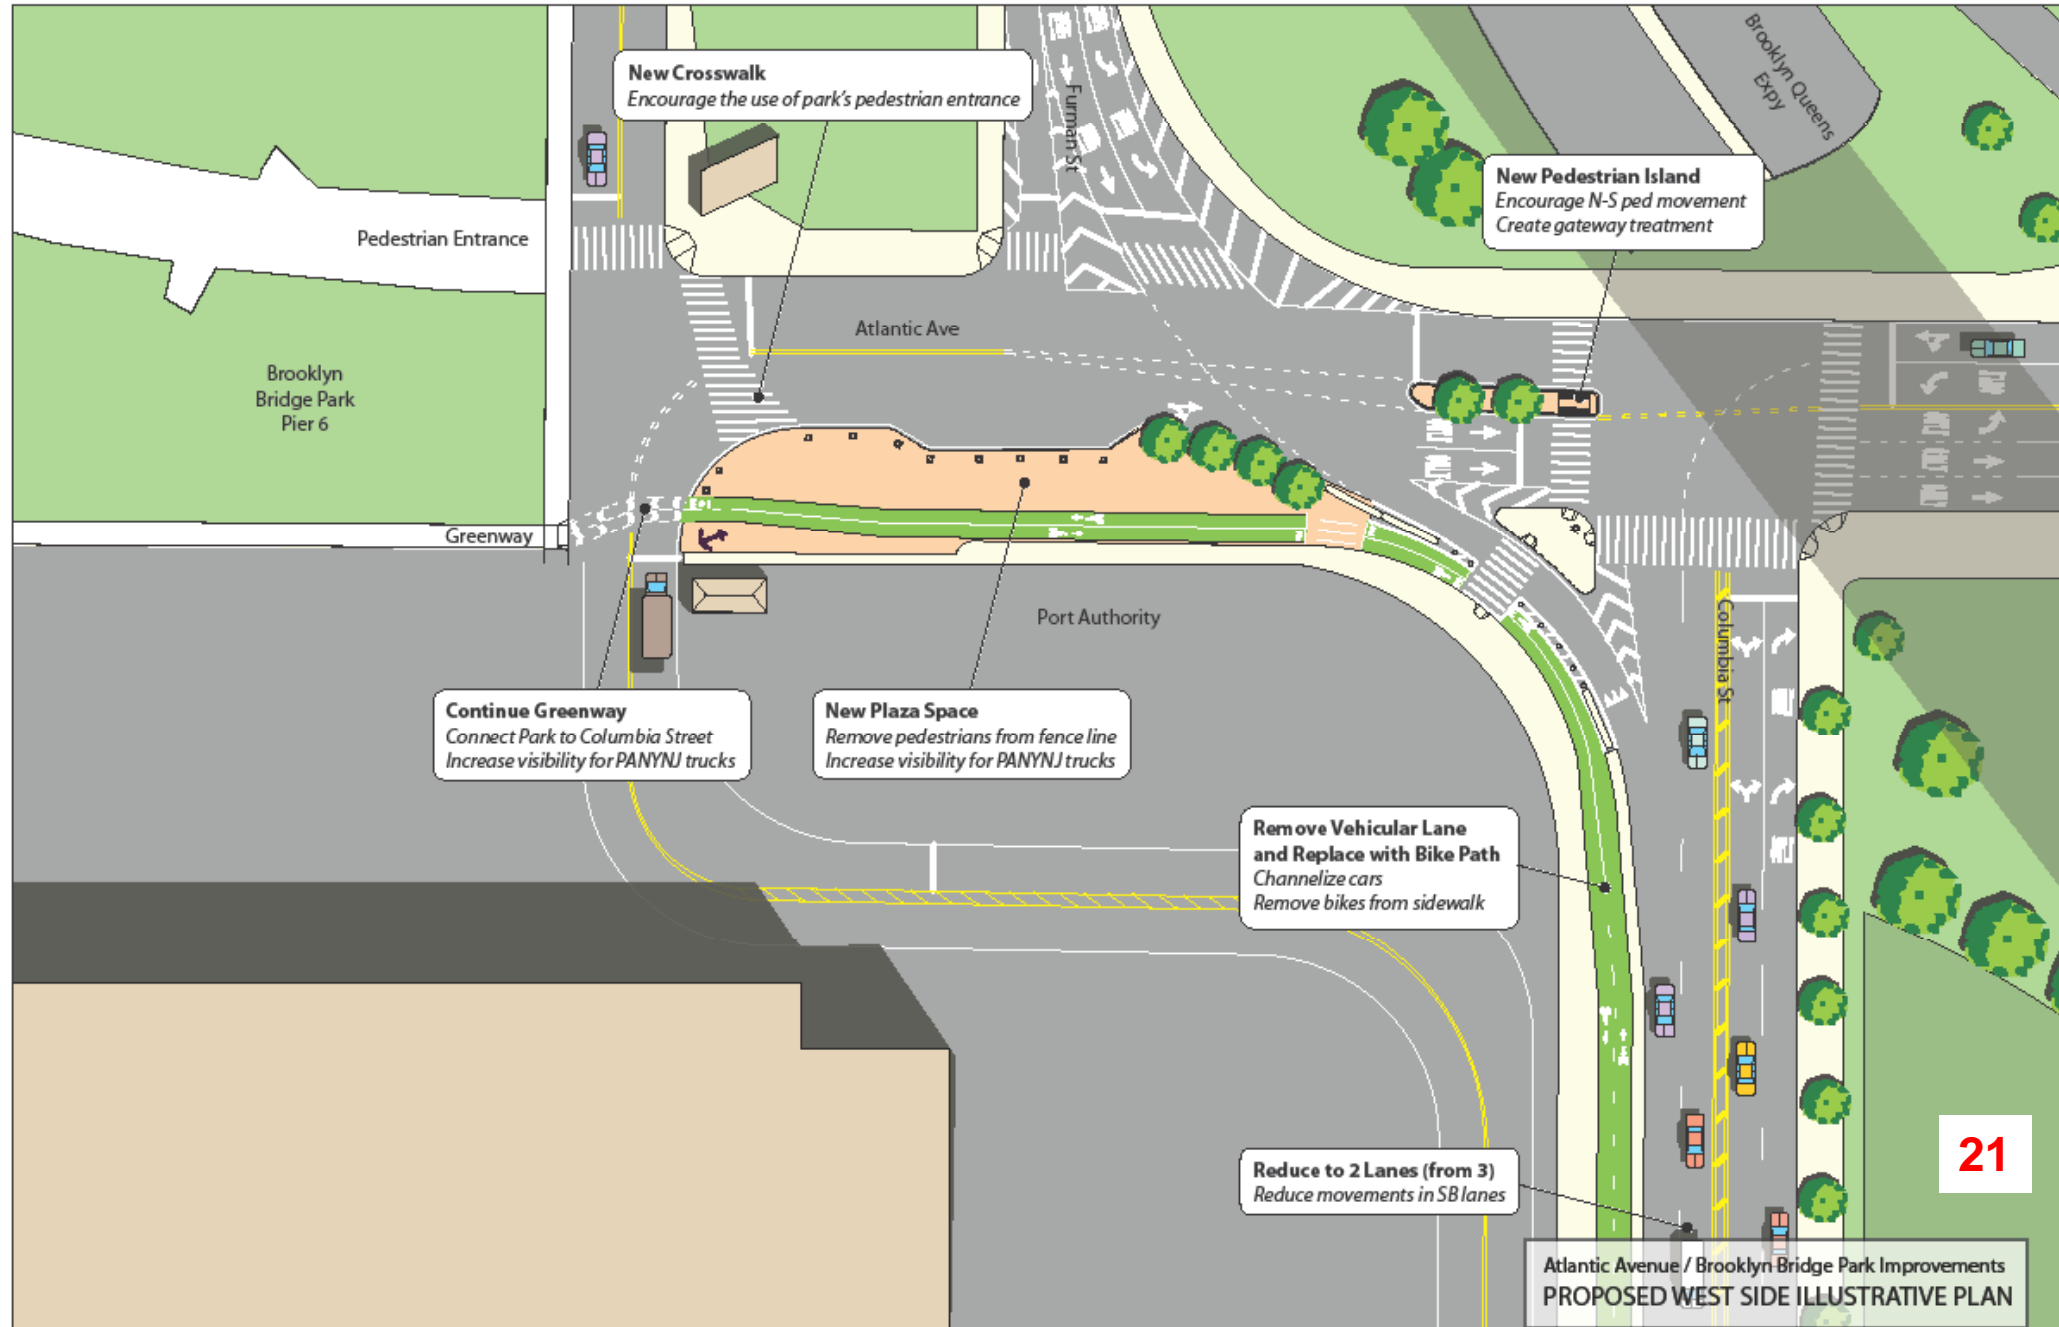 New Crosswalk
Encourage the use of park's pedestrian entrance
Furman St
Brooklyn Queens
Expy
New Pedestrian Island
Encourage N-S ped movement
Create gateway treatment
Pedestrian Entrance
Atlantic Ave
Brooklyn
Bridge Park
Pier 6
Greenway
Port Authority
Columbia St
Continue Greenway
Connect Park to Columbia Street
Increase visibility for PANYNJ trucks
New Plaza Space
Remove pedestrians from fence line
Increase visibility for PANYNJ trucks
Remove Vehicular Lane
and Replace with Bike Path
Channelize cars
Remove bikes from sidewalk
21
Reduce to 2 Lanes (from 3)
Reduce movements in SB lanes
Atlantic Avenue / Brooklyn Bridge Park Improvements
PROPOSED WEST SIDE ILLUSTRATIVE PLAN